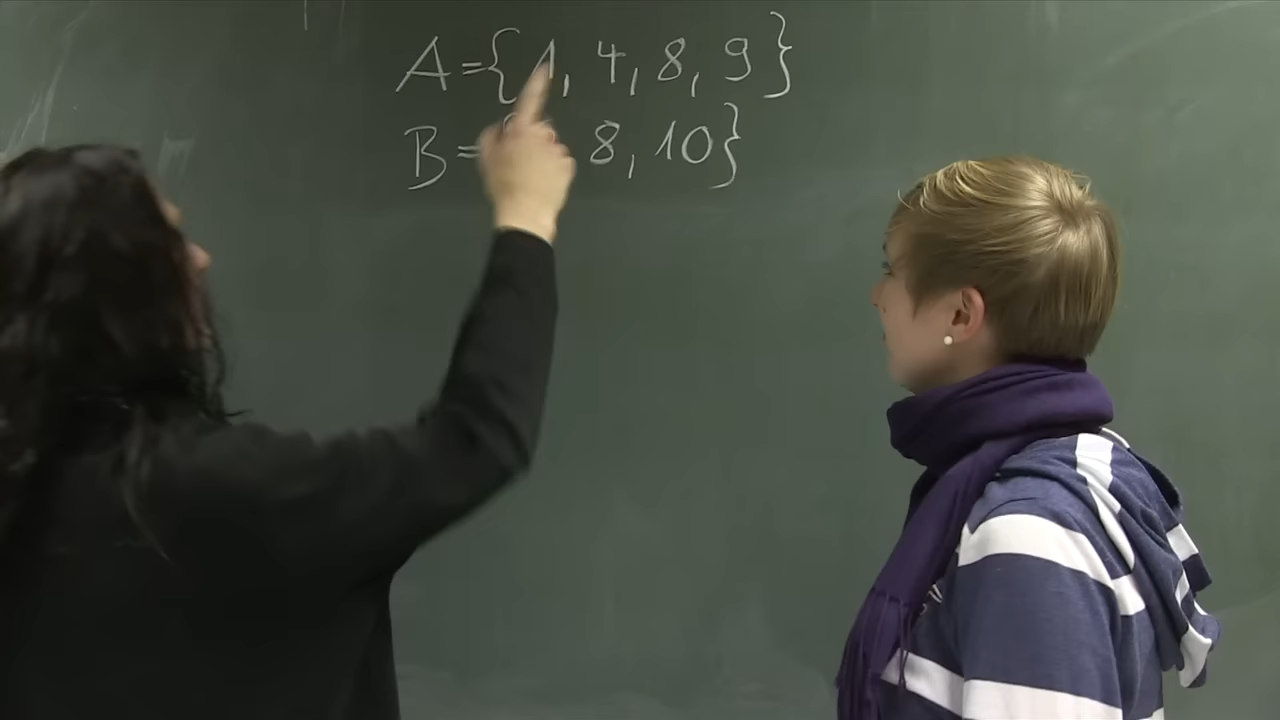 A={1, 4, 8, 9}
B= 8, 10}